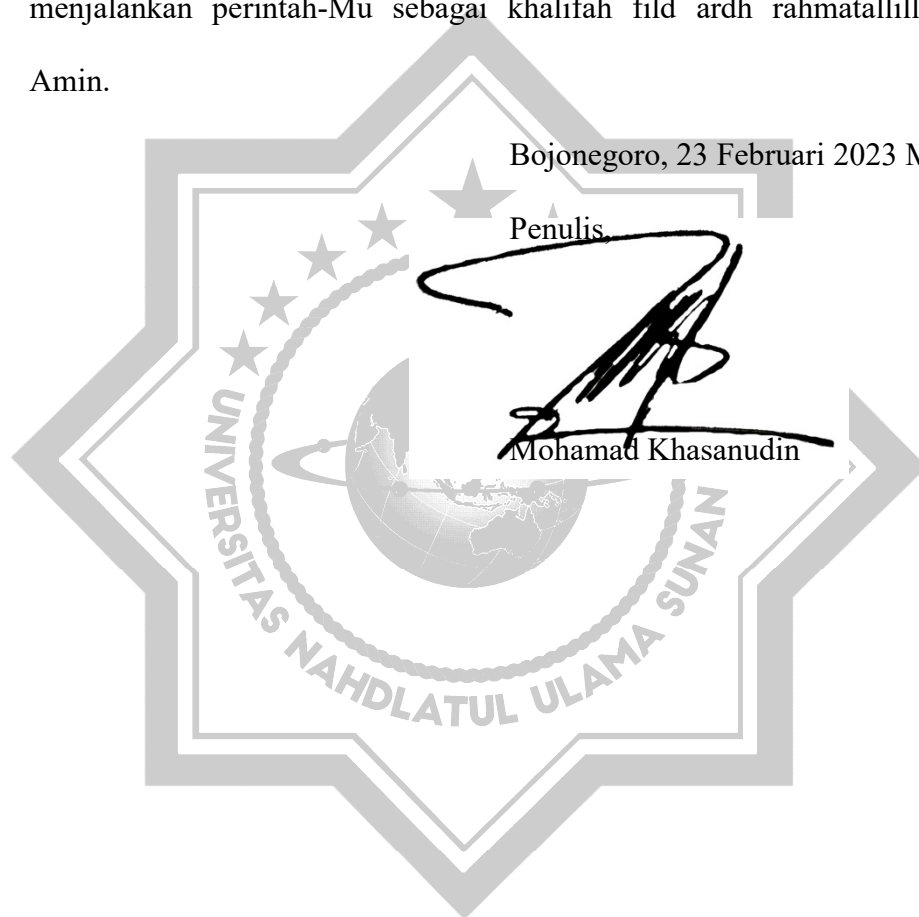 menjalankan perintah-Mu sebagai khalifah fild ardh
Amin.
Bojonegoro, 23 Februari 2023
Penulis,
Mohamad Khasanudin
UNIVERSITAS NAHDLATUL ULAMA SUNAN